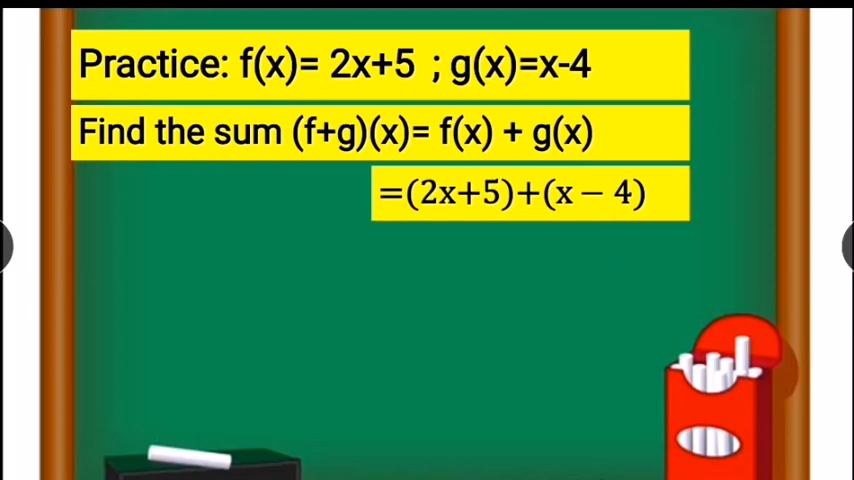 Practice: f(x)= 2x+5 ; g(x)=x-4
Find the sum (f+g)(x)= f(x) + g(x)
=(2x+5)+(x − 4)